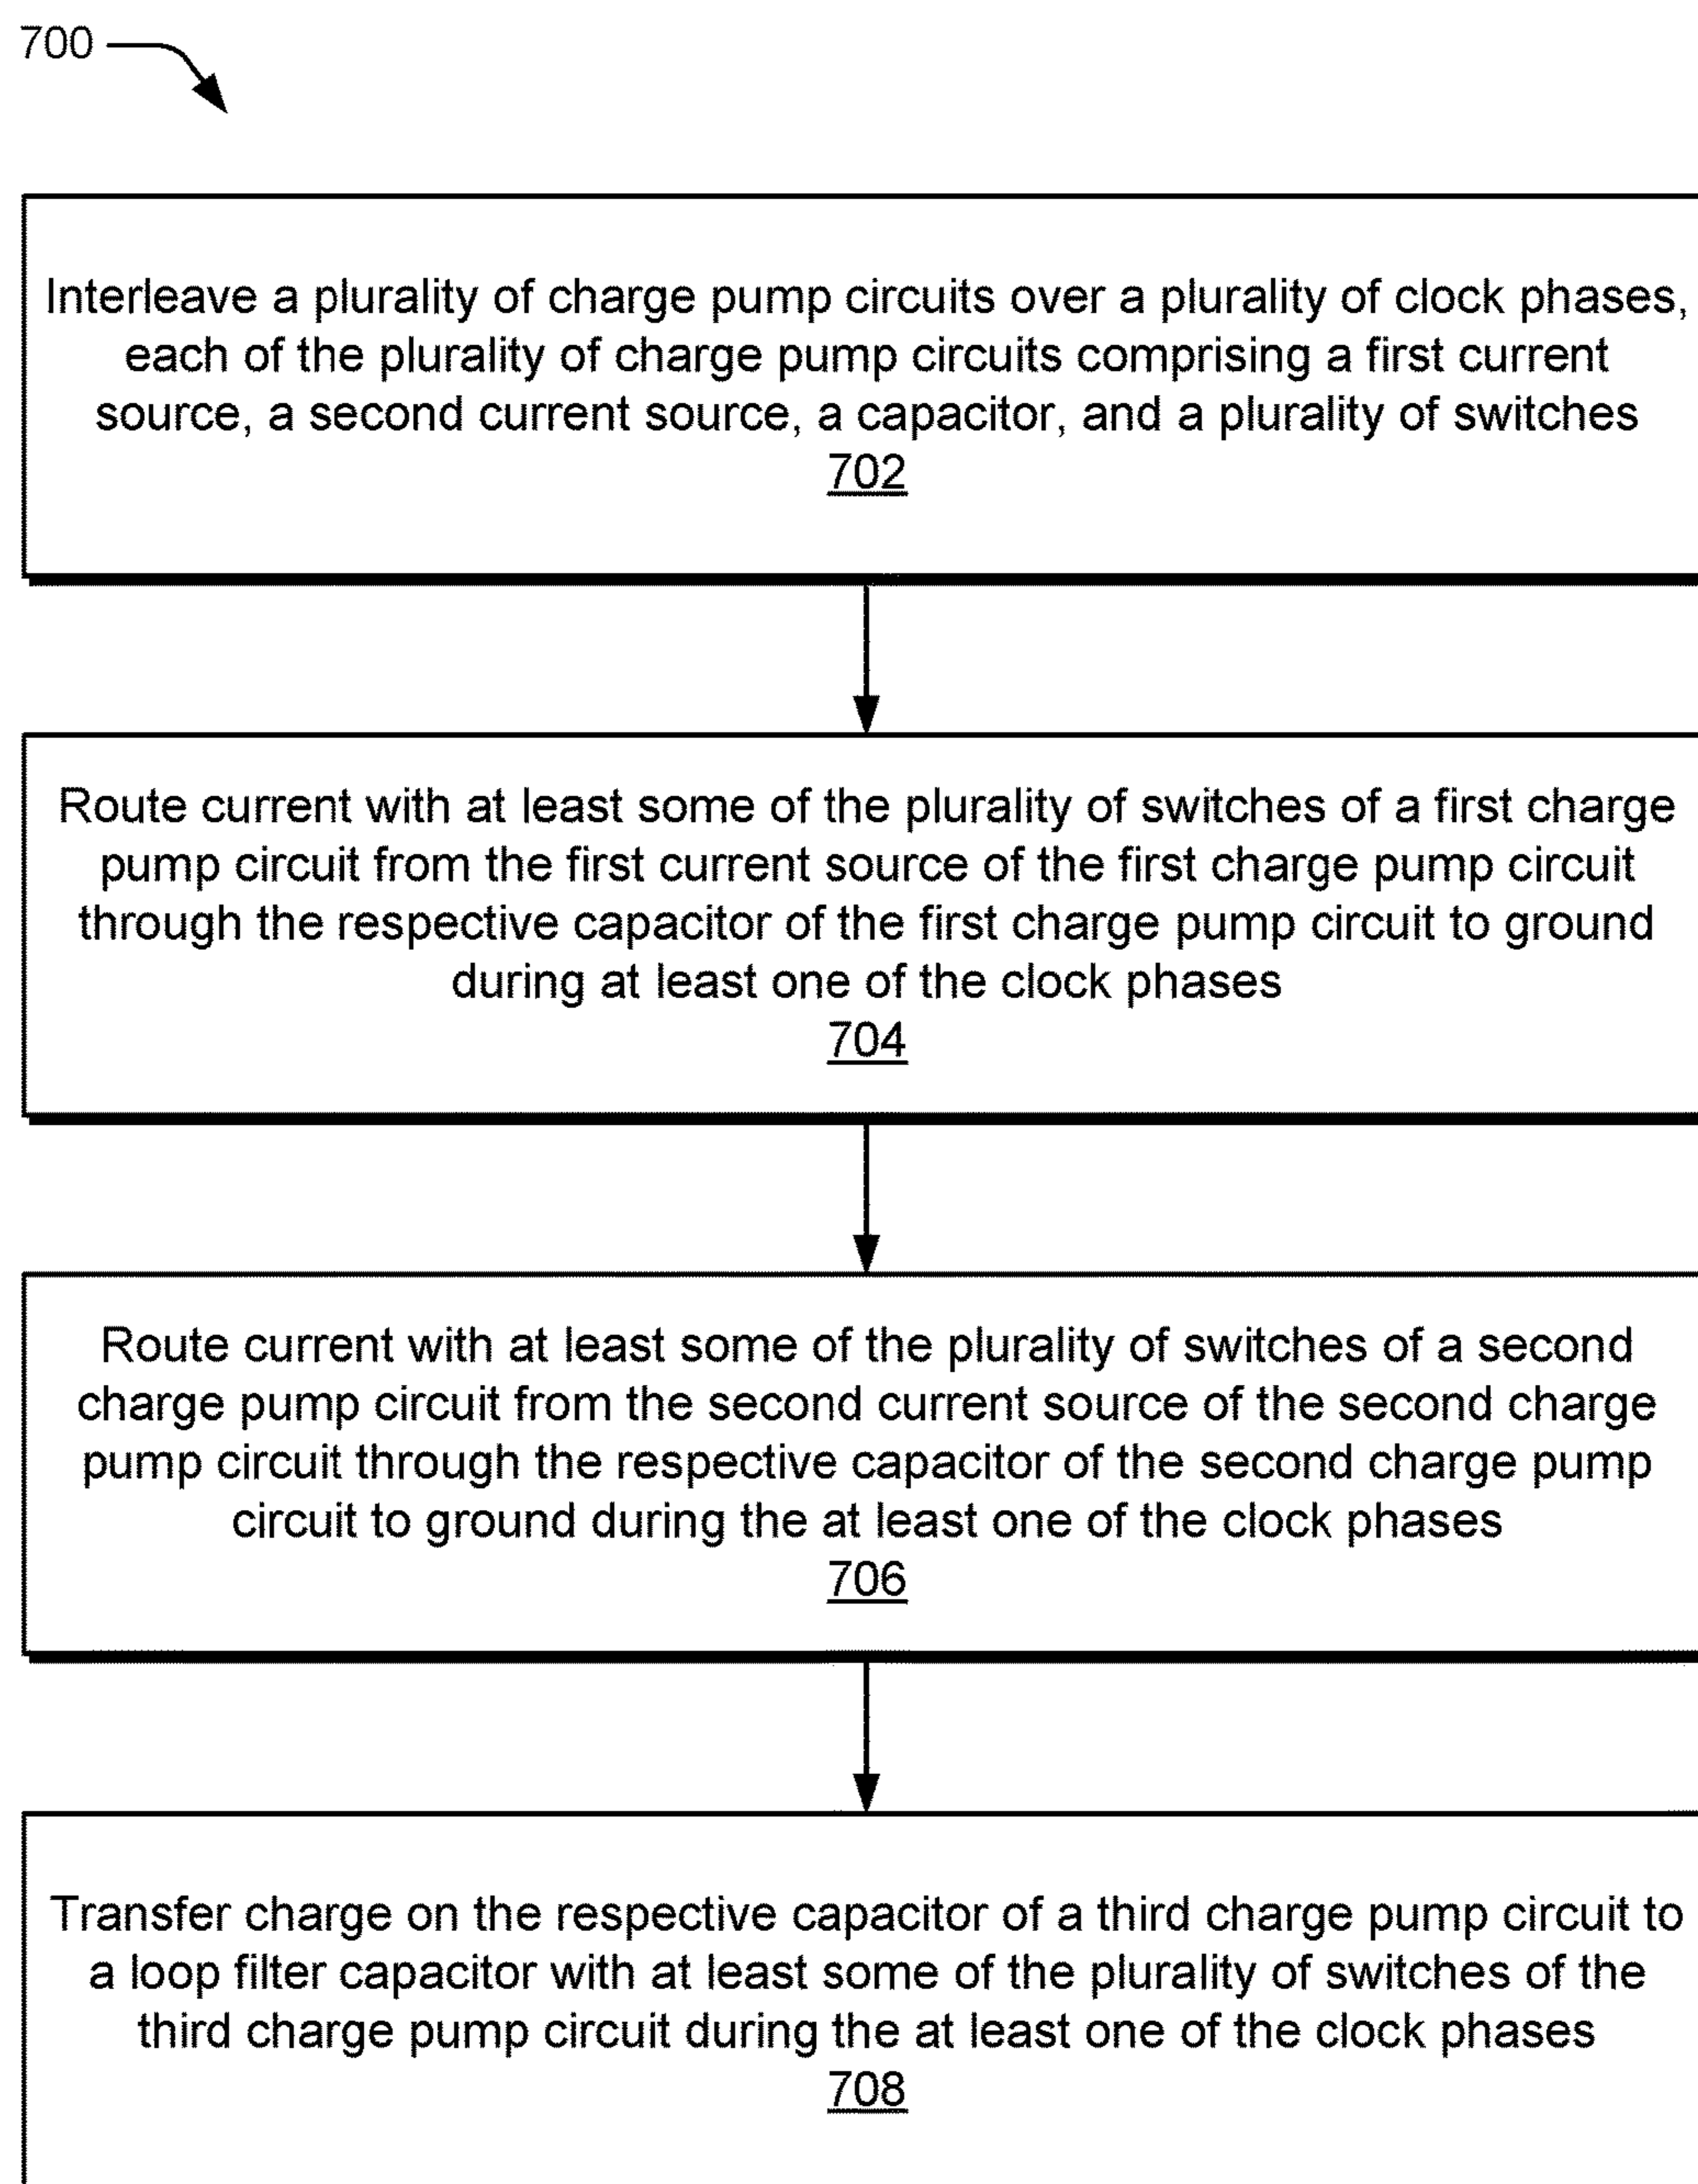 700
Interleave a plurality of charge pump circuits over a plurality of clock phases,
each of the plurality of charge pump circuits comprising a first current
source, a second current source, a capacitor, and a plurality of switches
702
Route current with at least some of the plurality of switches of a first charge
pump circuit from the first current source of the first charge pump circuit
through the respective capacitor of the first charge pump circuit to ground
during at least one of the clock phases
704
Route current with at least some of the plurality of switches of a second
charge pump circuit from the second current source of the second charge
pump circuit through the respective capacitor of the second charge pump
circuit to ground during the at least one of the clock phases
706
Transfer charge on the respective capacitor of a third charge pump circuit to
a loop filter capacitor with at least some of the plurality of switches of the
third charge pump circuit during the at least one of the clock phases
708